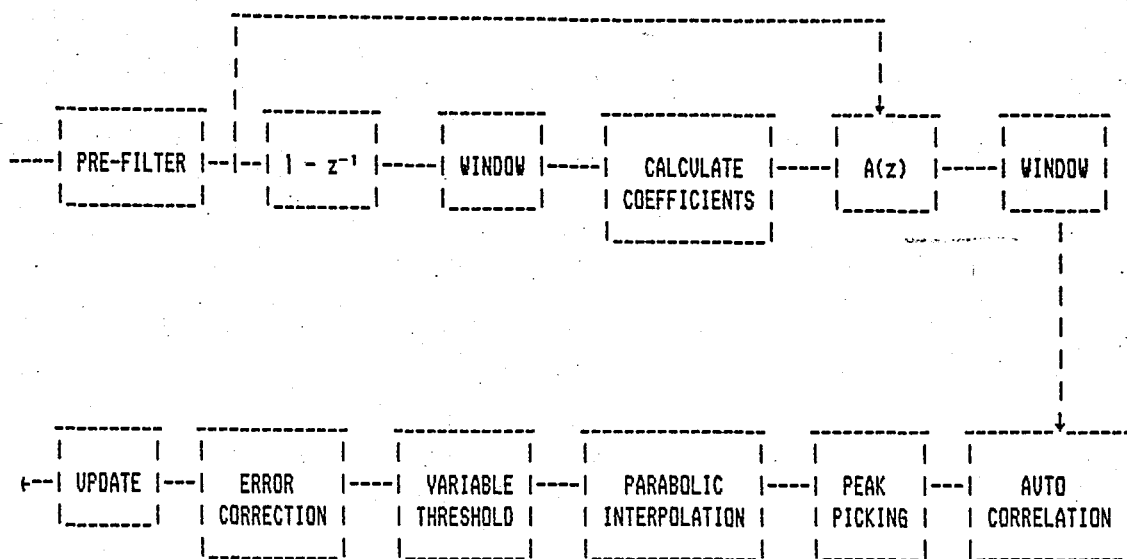 PRE-FILTER
1 - z⁻¹
WINDOW
CALCULATE
COEFFICIENTS
A(z)
WINDOW
UPDATE
ERROR
CORRECTION
VARIABLE
THRESHOLD
PARABOLIC
INTERPOLATION
PEAK
PICKING
AUTO
CORRELATION